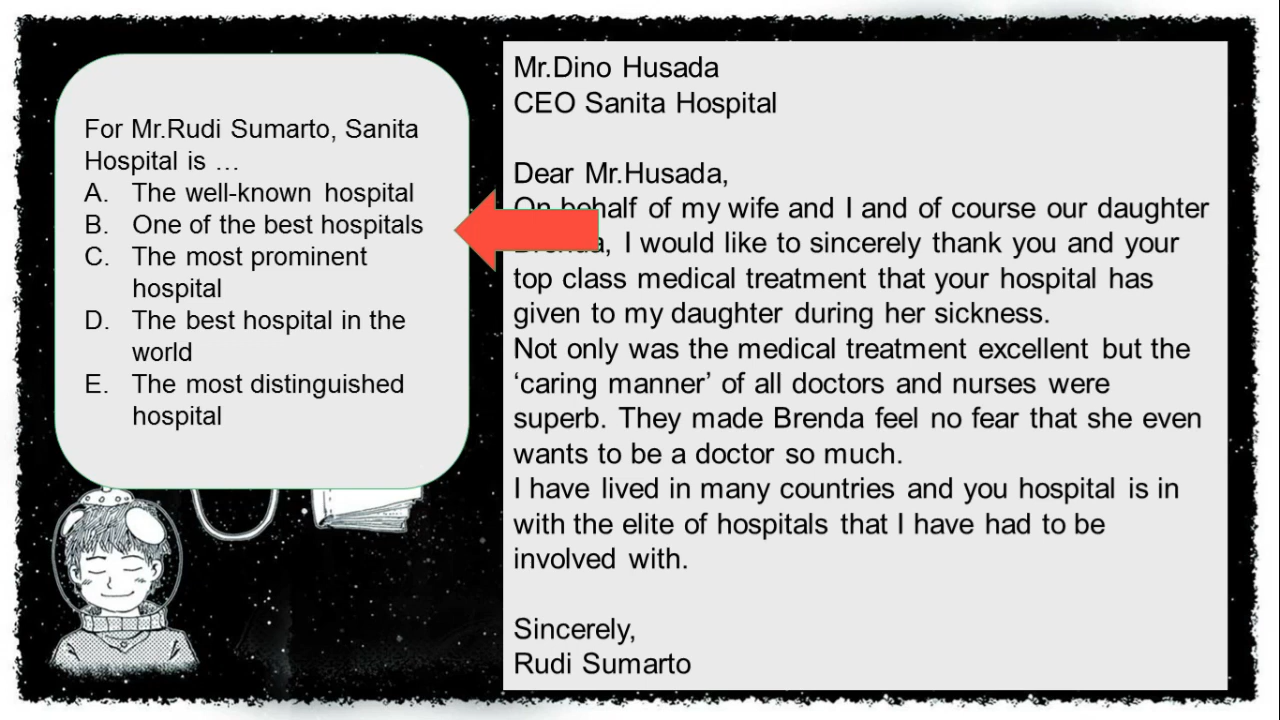 For Mr.Rudi Sumarto, Sanita
Hospital is …
A. The well-known hospital
B. One of the best hospitals
C. The most prominent
hospital
D. The best hospital in the
world
E. The most distinguished
hospital
Mr.Dino Husada
CEO Sanita Hospital
Dear Mr.Husada,
On behalf of my wife and I and of course our daughter
Brenda, I would like to sincerely thank you and your
top class medical treatment that your hospital has
given to my daughter during her sickness.
Not only was the medical treatment excellent but the
‘caring manner’ of all doctors and nurses were
superb. They made Brenda feel no fear that she even
wants to be a doctor so much.
I have lived in many countries and you hospital is in
with the elite of hospitals that I have had to be
involved with.
Sincerely,
Rudi Sumarto